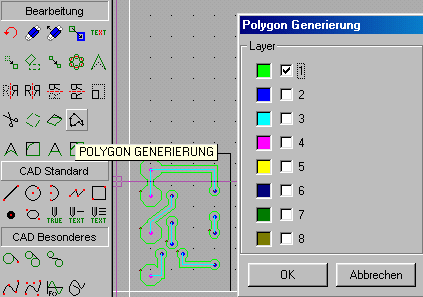 Bearbeitung
TEXT
POLYGON GENERIERUNG
CAD Standard
TRUE
TEXT
TEXT
CAD Besonderes
Polygon Generierung
Layer
1
2
3
4
5
6
7
8
OK
Abbrechen